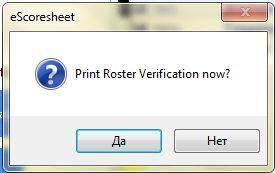 eScoresheet
Print Roster Verification now?
Да
Нет